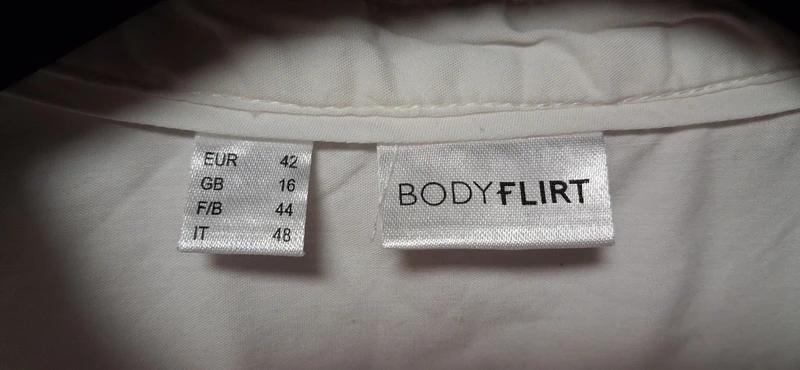 EUR 42
GB 16
F/B 44
IT 48
BODYFLIRT